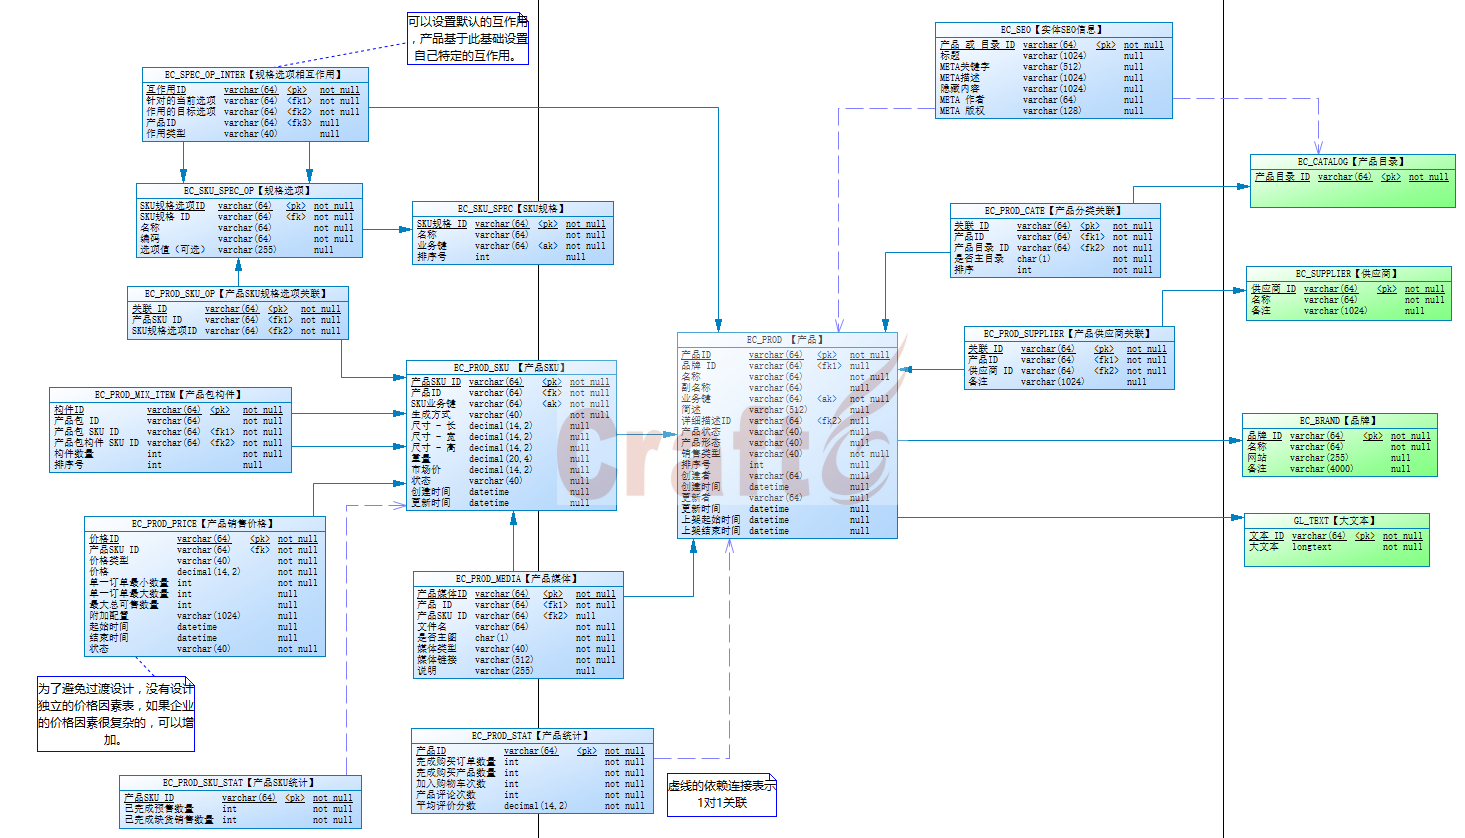 可以设置默认的互作用
，产品基于此基础设置
自己特定的互作用。
EC_SPEC_OP_INTER【规格选项相互作用】
互作用ID varchar(64) <pk> not null
针对的当前选项 varchar(64) <fk1> not null
作用的目标选项 varchar(64) <fk2> not null
产品ID varchar(64) <fk3> null
作用类型 varchar(40) null
EC_SEO【实体SEO信息】
产品 或 目录 ID varchar(64) <pk> not null
标题 varchar(1024) null
META关键字 varchar(512) null
META描述 varchar(1024) null
隐藏内容 varchar(1024) null
META 作者 varchar(64) null
META 版权 varchar(128) null
EC_CATALOG【产品目录】
产品目录 ID varchar(64) <pk> not null
EC_SKU_SPEC_OP【规格选项】
SKU规格选项ID varchar(64) <pk> not null
SKU规格 ID varchar(64) <fk> not null
名称 varchar(64) not null
编码 varchar(64) not null
选项值（可选） varchar(255) null
EC_SKU_SPEC【SKU规格】
SKU规格 ID varchar(64) <pk> not null
名称 varchar(64) not null
业务键 varchar(64) <ak> not null
排序号 int null
EC_PROD_CATE【产品分类关联】
关联 ID varchar(64) <pk> not null
产品ID varchar(64) <fk1> not null
产品目录 ID varchar(64) <fk2> not null
是否主目录 char(1) not null
排序 int not null
EC_SUPPLIER【供应商】
供应商 ID varchar(64) <pk> not null
名称 varchar(64) not null
备注 varchar(1024) null
EC_PROD_SKU_OP【产品SKU规格选项关联】
关联 ID varchar(64) <pk> not null
产品SKU ID varchar(64) <fk1> not null
SKU规格选项ID varchar(64) <fk2> not null
EC_PROD_SUPPLIER【产品供应商关联】
关联 ID varchar(64) <pk> not null
产品ID varchar(64) <fk1> not null
供应商 ID varchar(64) <fk2> not null
备注 varchar(1024) null
EC_PROD 【产品】
产品ID varchar(64) <pk> not null
品牌 ID varchar(64) <fk1> null
名称 varchar(64) not null
副名称 varchar(64) null
业务键 varchar(64) <ak> not null
简述 varchar(512) null
详细描述ID varchar(64) <fk2> null
产品状态 varchar(40) null
产品形态 varchar(40) null
销售类型 varchar(40) not null
排序号 int null
创建者 varchar(64) null
创建时间 datetime null
更新者 varchar(64) null
更新时间 datetime null
上架起始时间 datetime null
上架结束时间 datetime null
EC_PROD_SKU 【产品SKU】
产品SKU ID varchar(64) <pk> not null
产品ID varchar(64) <fk> not null
SKU业务键 varchar(64) <ak> not null
生成方式 varchar(40) not null
尺寸 - 长 decimal(14,2) null
尺寸 - 宽 decimal(14,2) null
尺寸 - 高 decimal(14,2) null
重量 decimal(20,4) null
市场价 decimal(14,2) null
状态 varchar(40) null
创建时间 datetime null
更新时间 datetime null
Craft
EC_PROD_MIX_ITEM【产品包构件】
构件ID varchar(64) <pk> not null
产品包 ID varchar(64) not null
产品包 SKU ID varchar(64) <fk1> not null
产品包构件 SKU ID varchar(64) <fk2> not null
构件数量 int not null
排序号 int null
EC_BRAND【品牌】
品牌 ID varchar(64) <pk> not null
名称 varchar(64) not null
网站 varchar(255) null
备注 varchar(4000) null
EC_PROD_PRICE【产品销售价格】
价格ID varchar(64) <pk> not null
产品SKU ID varchar(64) <fk> not null
价格类型 varchar(40) not null
价格 decimal(14,2) not null
单一订单最小数量 int not null
单一订单最大数量 int null
最大总可售数量 int null
附加配置 varchar(1024) null
起始时间 datetime null
结束时间 datetime null
状态 varchar(40) not null
GL_TEXT【大文本】
文本 ID varchar(64) <pk> not null
大文本 longtext not null
EC_PROD_MEDIA【产品媒体】
产品媒体ID varchar(64) <pk> not null
产品 ID varchar(64) <fk1> not null
产品SKU ID varchar(64) <fk2> null
文件名 varchar(64) not null
是否主图 char(1) not null
媒体类型 varchar(40) not null
媒体链接 varchar(512) not null
说明 varchar(255) null
为了避免过渡设计，没有设计
独立的价格因素表，如果企业
的价格因素很复杂的，可以增
加。
EC_PROD_STAT【产品统计】
产品ID varchar(64) <pk> not null
完成购买订单数量 int not null
完成购买产品数量 int not null
加入购物车次数 int not null
产品评论次数 int not null
平均评价分数 decimal(14,2) not null
虚线的依赖连接表示
1对1关联
EC_PROD_SKU_STAT【产品SKU统计】
产品SKU ID varchar(64) <pk> not null
已完成预售数量 int not null
已完成缺货销售数量 int not null